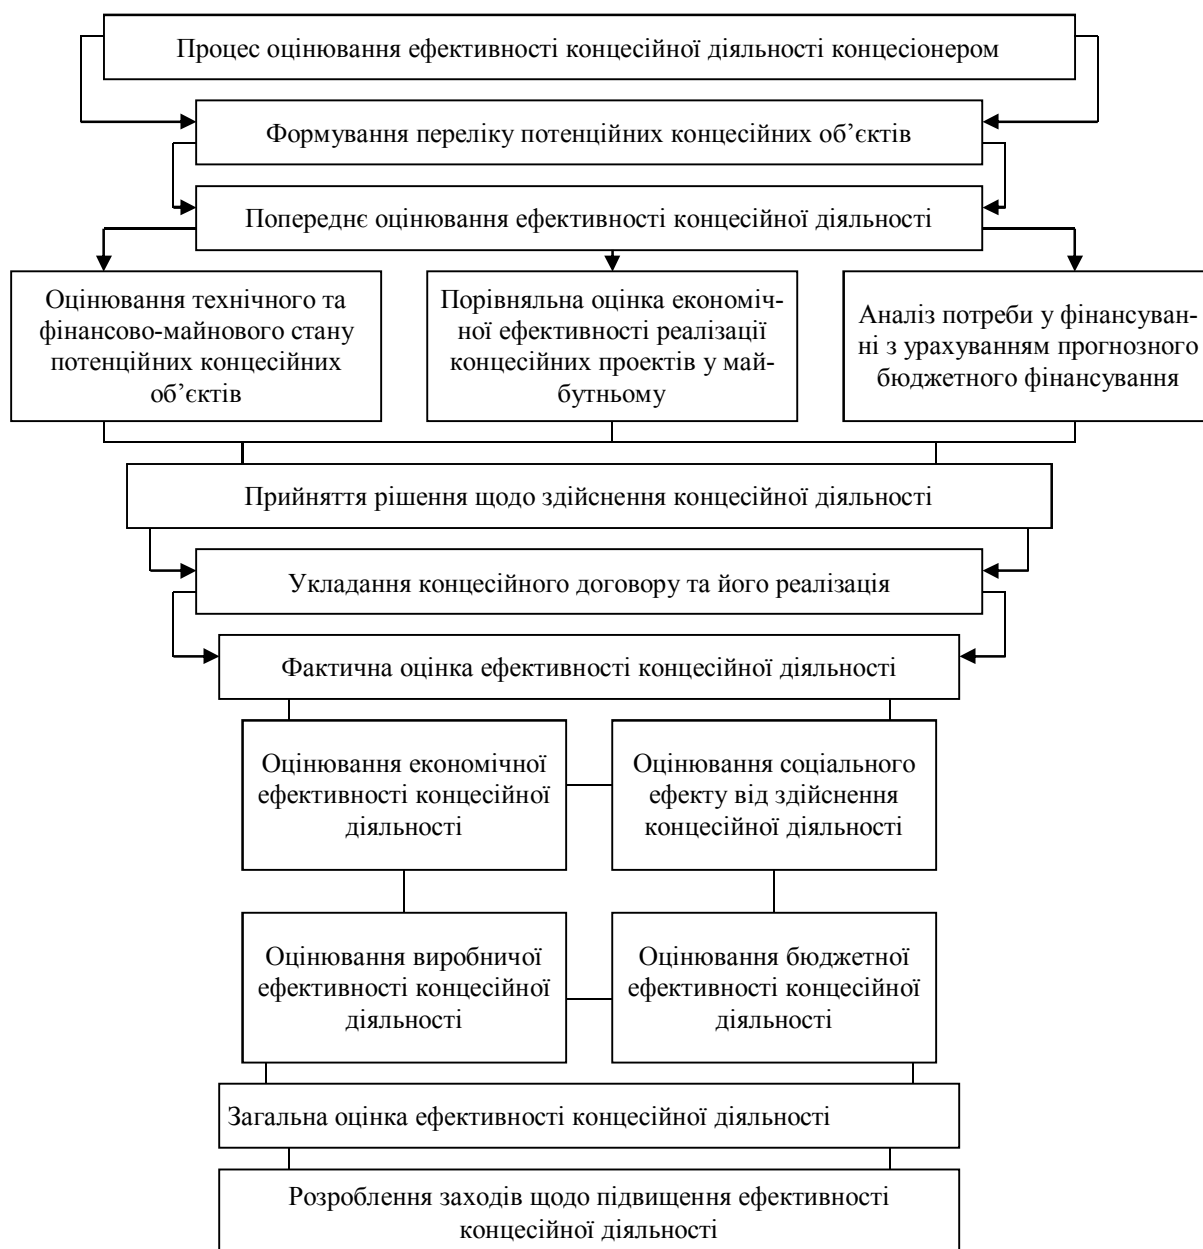 Процес оцінювання ефективності концесійної діяльності концесіонером
Формування переліку потенційних концесійних об’єктів
Попереднє оцінювання ефективності концесійної діяльності
Оцінювання технічного та
фінансово-майнового стану
потенційних концесійних
об’єктів
Порівняльна оцінка економіч-
ної ефективності реалізації
концесійних проектів у май-
бутньому
Аналіз потреби у фінансуван-
ні з урахуванням прогнозного
бюджетного фінансування
Прийняття рішення щодо здійснення концесійної діяльності
Укладання концесійного договору та його реалізація
Фактична оцінка ефективності концесійної діяльності
Оцінювання економічної
ефективності концесійної
діяльності
Оцінювання соціального
ефекту від здійснення
концесійної діяльності
Оцінювання виробничої
ефективності концесійної
діяльності
Оцінювання бюджетної
ефективності концесійної
діяльності
Загальна оцінка ефективності концесійної діяльності
Розроблення заходів щодо підвищення ефективності
концесійної діяльності